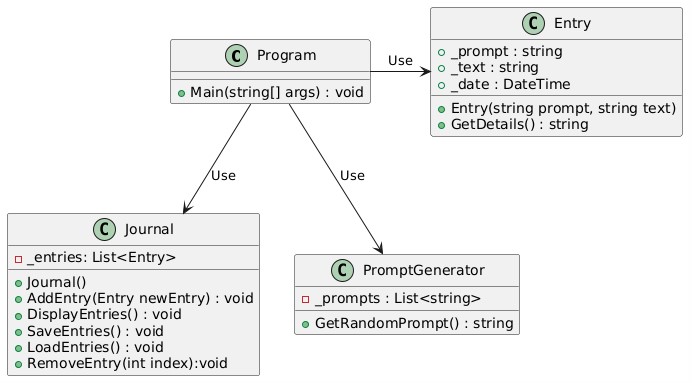 C Program
Main(string[] args) : void
Use
C Entry
_prompt : string
_text : string
_date : DateTime
Entry(string prompt, string text)
GetDetails() : string
Use
Use
C Journal
_entries: List<Entry>
Journal()
AddEntry(Entry newEntry) : void
DisplayEntries() : void
SaveEntries() : void
LoadEntries() : void
RemoveEntry(int index):void
C PromptGenerator
_prompts : List<string>
GetRandomPrompt() : string